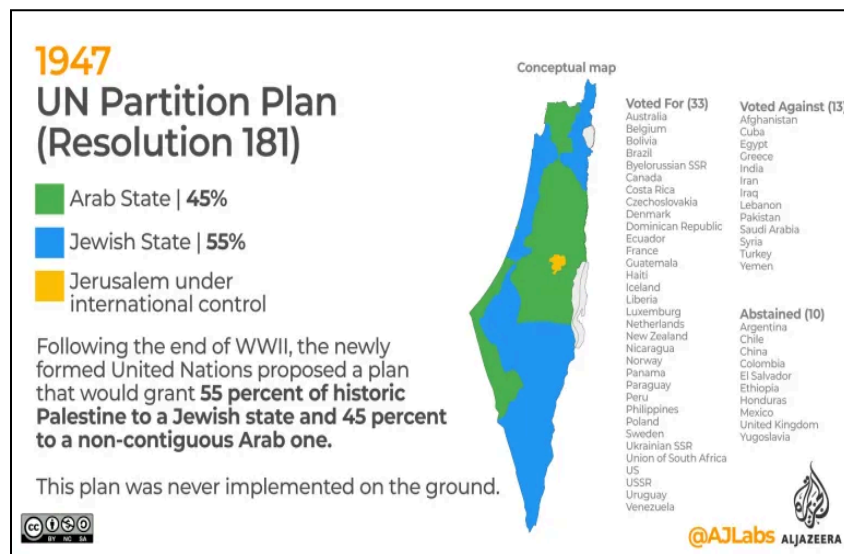 1947
UN Partition Plan
(Resolution 181)
Arab State | 45%
Jewish State | 55%
Jerusalem under
international control
Following the end of WWII, the newly
formed United Nations proposed a plan
that would grant 55 percent of historic
Palestine to a Jewish state and 45 percent
to a non-contiguous Arab one.
This plan was never implemented on the ground.
cc
BY NC SA
Conceptual map
Voted For (33)
Australia
Belgium
Bolivia
Brazil
Byelorussian SSR
Canada
Costa Rica
Czechoslovakia
Denmark
Dominican Republic
Ecuador
France
Guatemala
Haiti
Iceland
Liberia
Luxemburg
Netherlands
New Zealand
Nicaragua
Norway
Panama
Paraguay
Peru
Philippines
Poland
Sweden
Ukrainian SSR
Union of South Africa
US
USSR
Uruguay
Venezuela
Voted Against (13)
Afghanistan
Cuba
Egypt
Greece
India
Iran
Iraq
Lebanon
Pakistan
Saudi Arabia
Syria
Turkey
Yemen
Abstained (10)
Argentina
Chile
China
Colombia
El Salvador
Ethiopia
Honduras
Mexico
United Kingdom
Yugoslavia
@AJLabs
ALJAZEERA